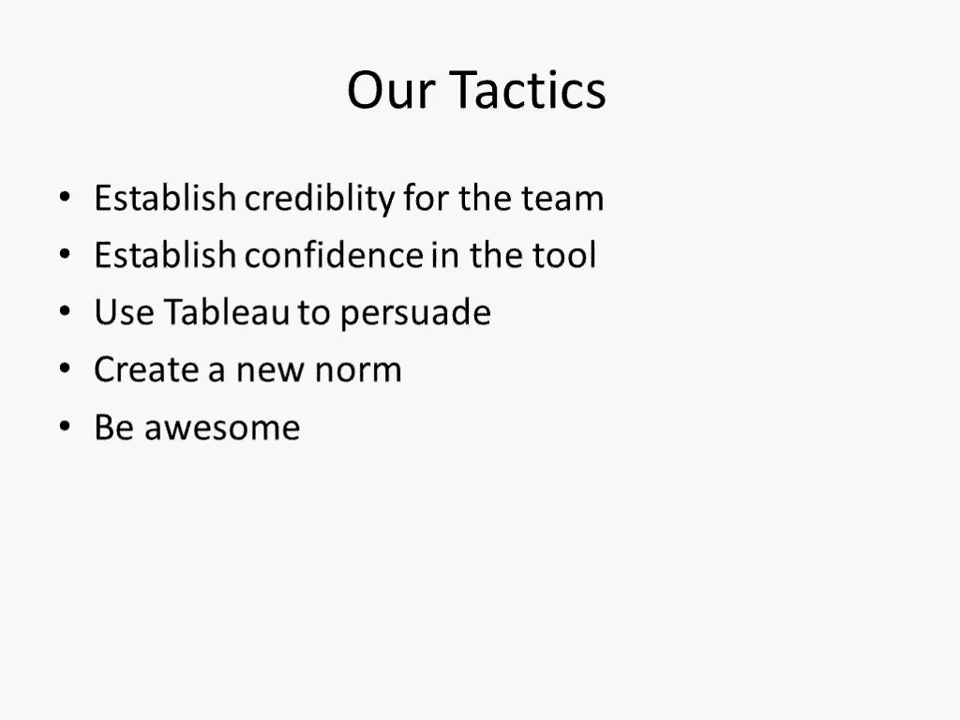 Our Tactics
• Establish crediblity for the team
• Establish confidence in the tool
• Use Tableau to persuade
• Create a new norm
• Be awesome